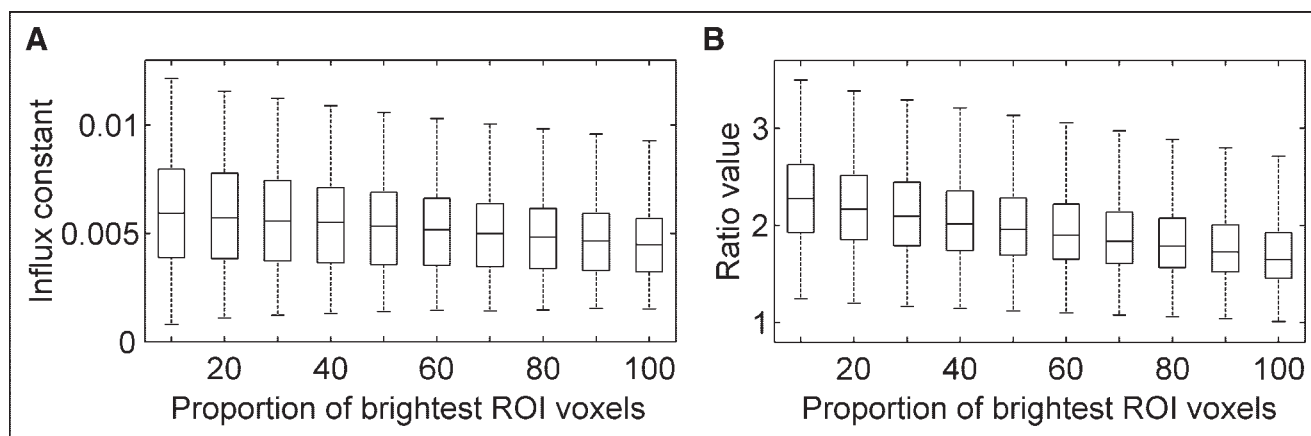 A
Influx constant
0.01
0.005
0
20 40 60 80 100
Proportion of brightest ROI voxels
B
Ratio value
3
2
1
20 40 60 80 100
Proportion of brightest ROI voxels